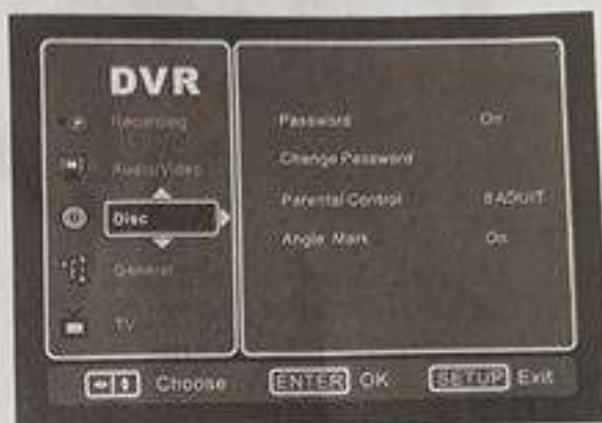 DVR
Recording
Audio/Video
Disc
General
TV
Password On
Change Password
Parental Control 8 ADUIT
Angle Mark On
Choose ENTER OK SETUP Exit